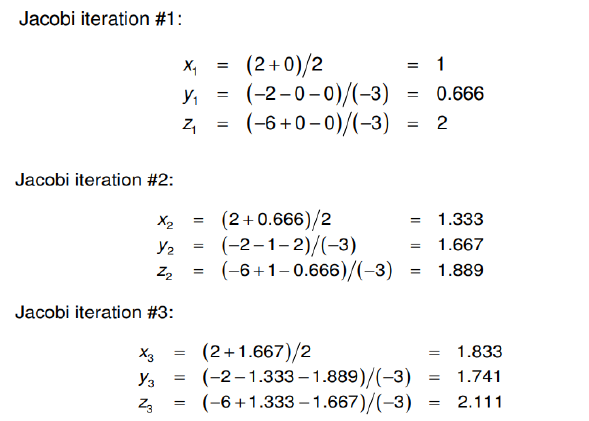 Jacobi iteration #1:
x₁ = (2+0)/2 = 1
y₁ = (−2−0−0)/(−3) = 0.666
z₁ = (−6+0−0)/(−3) = 2
Jacobi iteration #2:
x₂ = (2+0.666)/2 = 1.333
y₂ = (−2−1−2)/(−3) = 1.667
z₂ = (−6+1−0.666)/(−3) = 1.889
Jacobi iteration #3:
x₃ = (2+1.667)/2 = 1.833
y₃ = (−2−1.333−1.889)/(−3) = 1.741
z₃ = (−6+1.333−1.667)/(−3) = 2.111